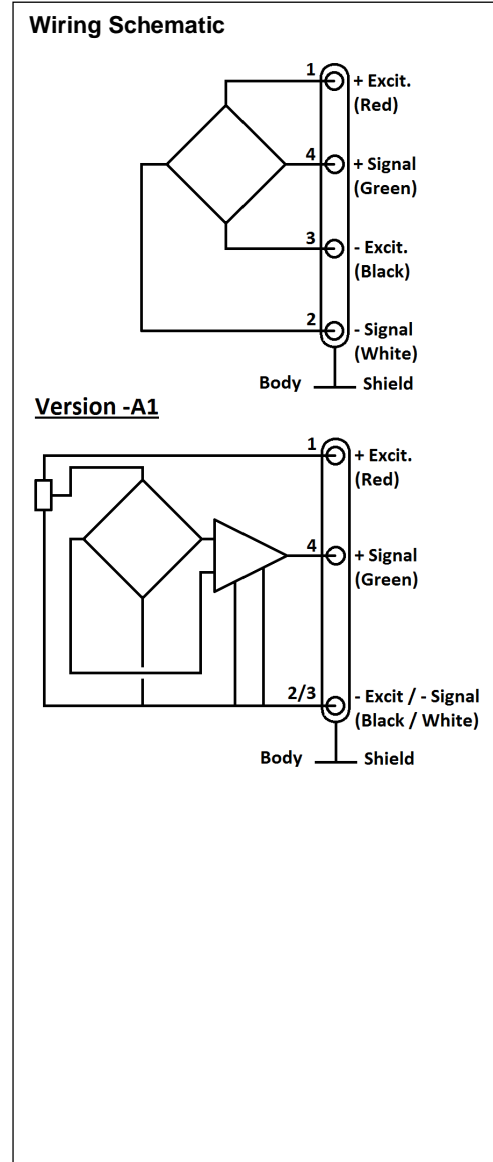 Wiring Schematic
1
+ Excit.
(Red)
4
+ Signal
(Green)
3
- Excit.
(Black)
2
- Signal
(White)
Body Shield
Version -A1
1
+ Excit.
(Red)
4
+ Signal
(Green)
2/3
- Excit / - Signal
(Black / White)
Body Shield